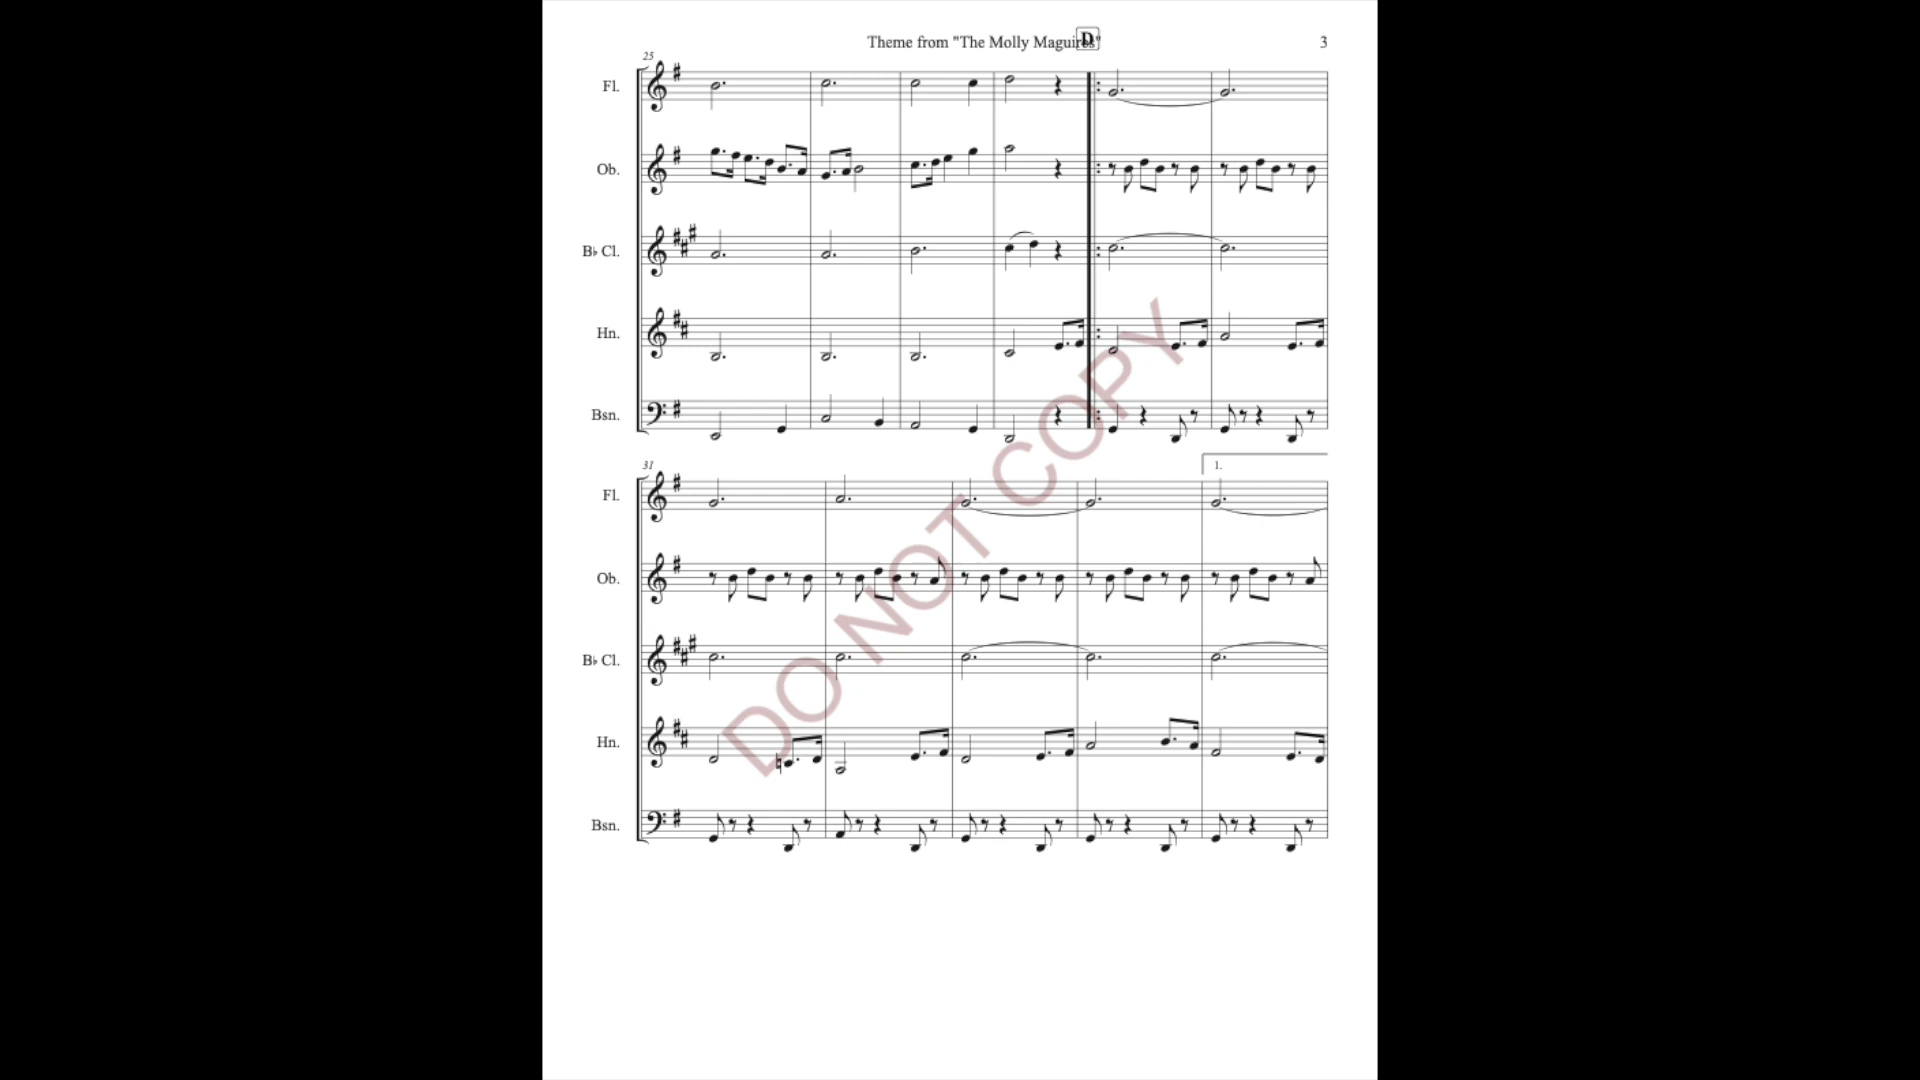 Theme from "The Molly Maguires"
D
3
25
Fl.
Ob.
B♭ Cl.
Hn.
Bsn.
31
1.
Fl.
Ob.
B♭ Cl.
Hn.
Bsn.
DO NOT COPY